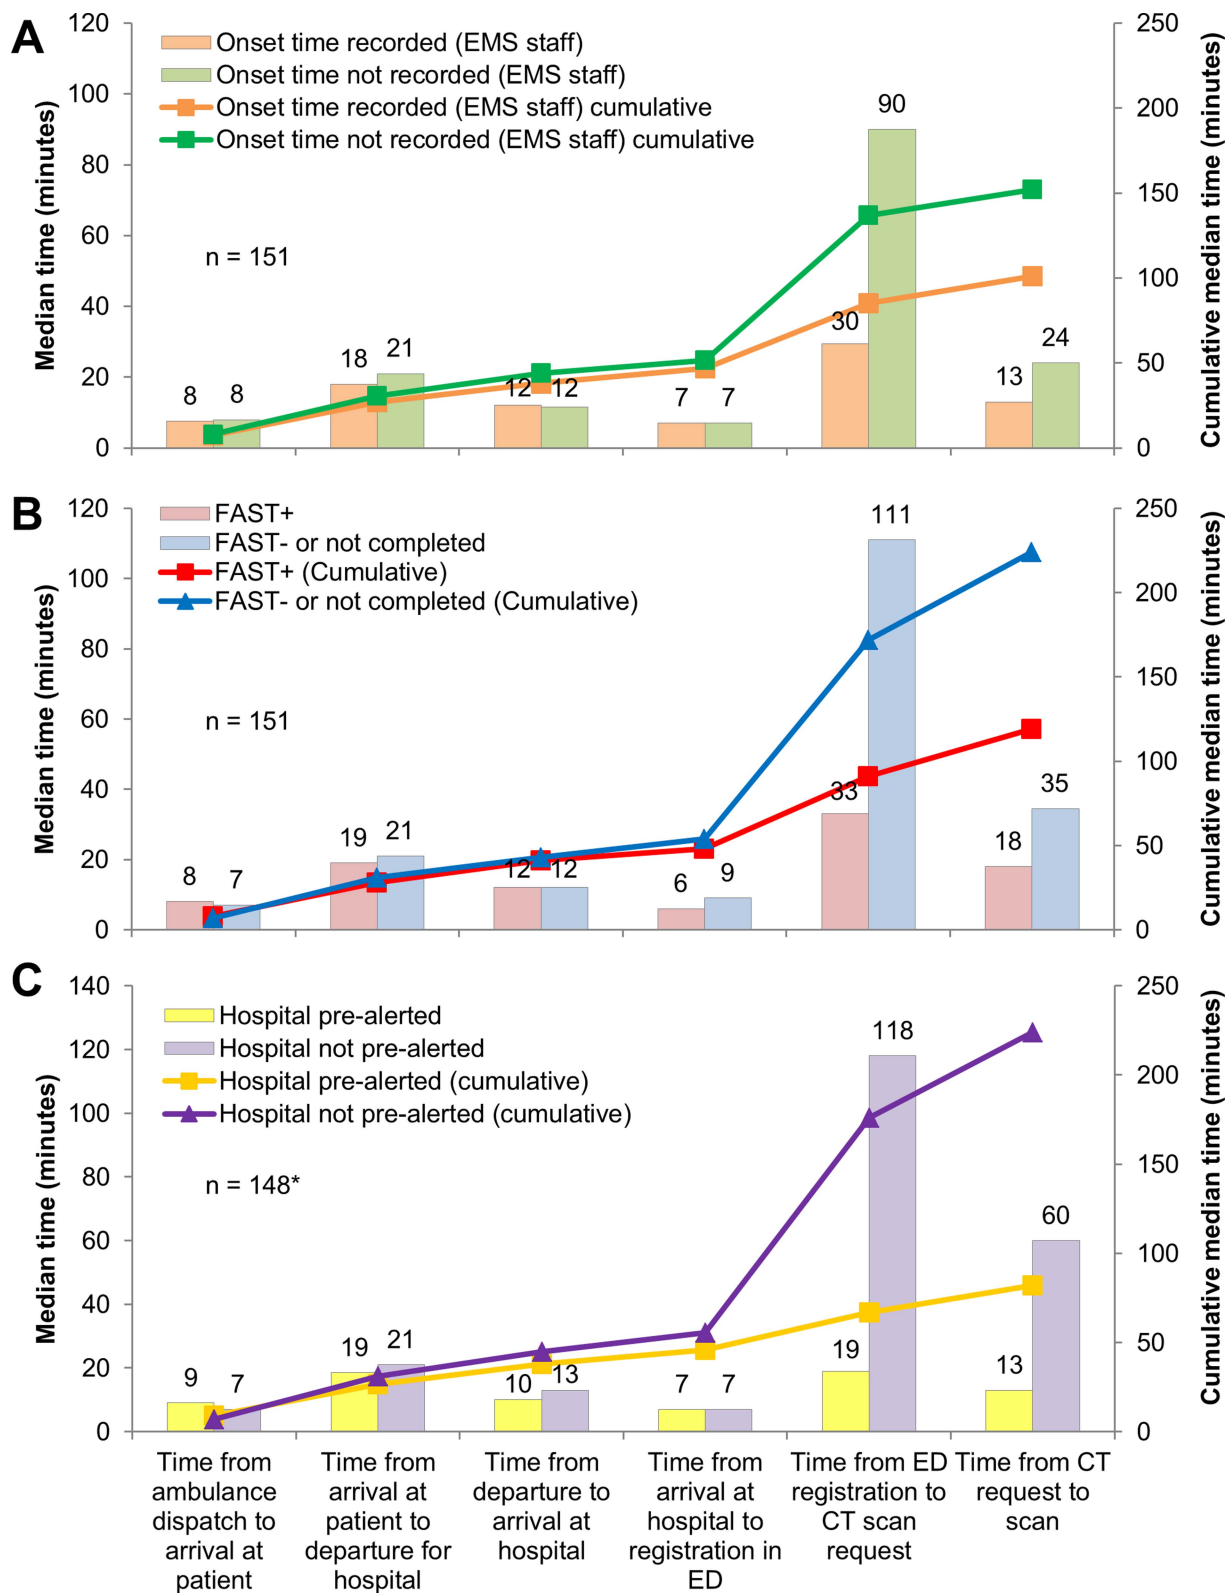 A
Onset time recorded (EMS staff)
Onset time not recorded (EMS staff)
Onset time recorded (EMS staff) cumulative
Onset time not recorded (EMS staff) cumulative
n = 151
Median time (minutes)
120
100
80
60
40
20
0
Cumulative median time (minutes)
250
200
150
100
50
0
8
8
18
21
12
12
7
7
30
90
13
24
B
FAST+
FAST- or not completed
FAST+ (Cumulative)
FAST- or not completed (Cumulative)
n = 151
Median time (minutes)
120
100
80
60
40
20
0
Cumulative median time (minutes)
250
200
150
100
50
0
8
7
19
21
12
12
6
9
33
111
18
35
C
Hospital pre-alerted
Hospital not pre-alerted
Hospital pre-alerted (cumulative)
Hospital not pre-alerted (cumulative)
n = 148*
Median time (minutes)
140
120
100
80
60
40
20
0
Cumulative median time (minutes)
250
200
150
100
50
0
9
7
19
21
10
13
7
7
19
118
13
60
Time from
ambulance
dispatch to
arrival at
patient
Time from
arrival at
patient to
departure for
hospital
Time from
departure to
arrival at
hospital
Time from
arrival at
hospital to
registration in
ED
Time from ED
registration to
CT scan
request
Time from CT
request to
scan